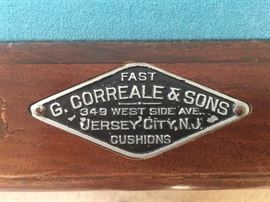 FAST
G. CORREALE & SONS
349 WEST SIDE AVE.
JERSEY CITY, N.J.
CUSHIONS